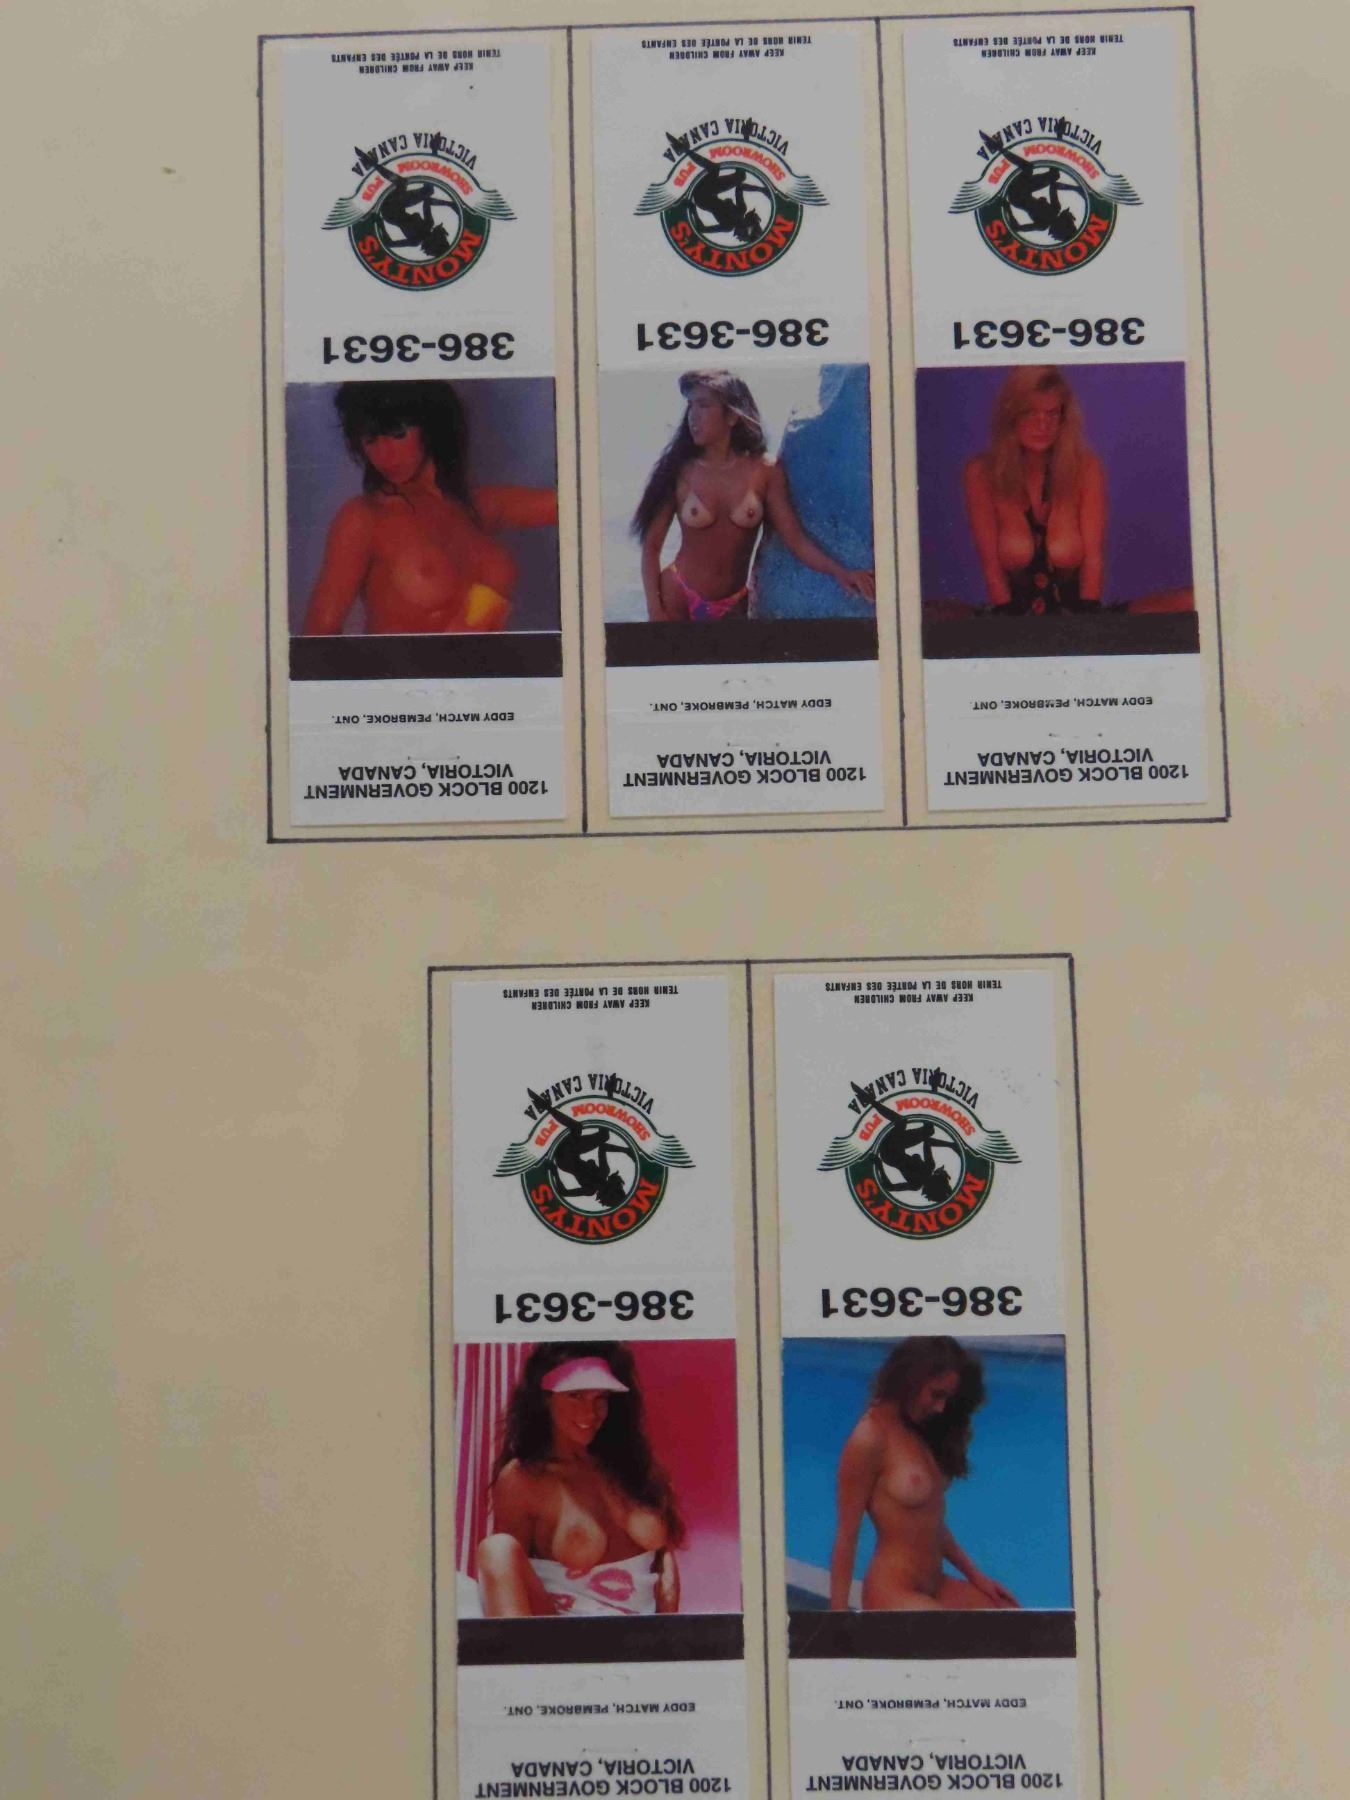 KEEP AWAY FROM CHILDREN
TENIR HORS DE LA PORTÉE DES ENFANTS
VICTORIA CANADA
SHOWROOM
PUB
MONTY'S
386-3631
EDDY MATCH, PEMBROKE, ONT.
1200 BLOCK GOVERNMENT
VICTORIA, CANADA
KEEP AWAY FROM CHILDREN
TENIR HORS DE LA PORTÉE DES ENFANTS
VICTORIA CANADA
SHOWROOM
PUB
MONTY'S
386-3631
EDDY MATCH, PEMBROKE, ONT.
1200 BLOCK GOVERNMENT
VICTORIA, CANADA
KEEP AWAY FROM CHILDREN
TENIR HORS DE LA PORTÉE DES ENFANTS
VICTORIA CANADA
SHOWROOM
PUB
MONTY'S
386-3631
EDDY MATCH, PEMBROKE, ONT.
1200 BLOCK GOVERNMENT
VICTORIA, CANADA
KEEP AWAY FROM CHILDREN
TENIR HORS DE LA PORTÉE DES ENFANTS
VICTORIA CANADA
SHOWROOM
PUB
MONTY'S
386-3631
EDDY MATCH, PEMBROKE, ONT.
1200 BLOCK GOVERNMENT
VICTORIA, CANADA
KEEP AWAY FROM CHILDREN
TENIR HORS DE LA PORTÉE DES ENFANTS
VICTORIA CANADA
SHOWROOM
PUB
MONTY'S
386-3631
EDDY MATCH, PEMBROKE, ONT.
1200 BLOCK GOVERNMENT
VICTORIA, CANADA